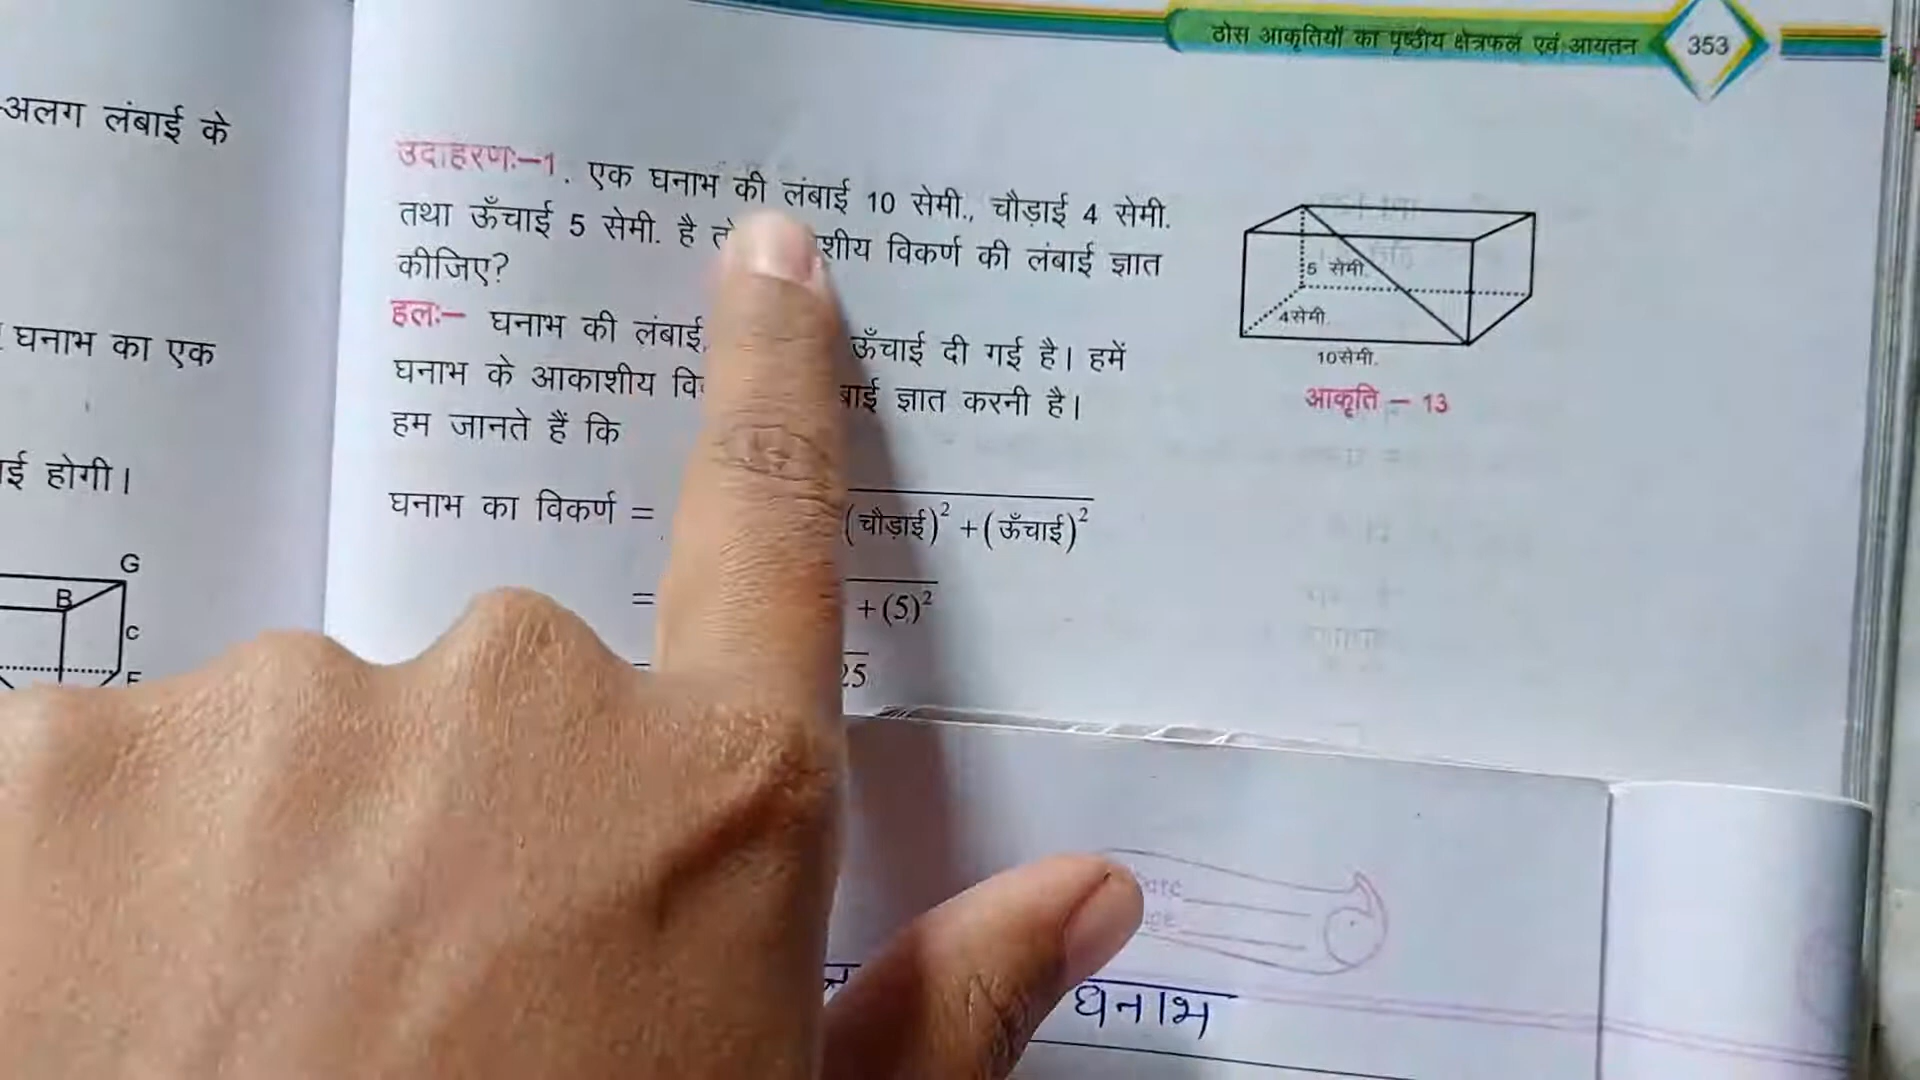 ठोस आकृतियों का पृष्ठीय क्षेत्रफल एवं आयतन 353
-अलग लंबाई के
घनाभ का एक
ई होगी।
G
B
C
उदाहरणः–1. एक घनाभ की लंबाई 10 सेमी., चौड़ाई 4 सेमी.
तथा ऊँचाई 5 सेमी. है शीय विकर्ण की लंबाई ज्ञात
कीजिए?
हलः– घनाभ की लंबाई, ऊँचाई दी गई है। हमें
घनाभ के आकाशीय बाई ज्ञात करनी है।
हम जानते हैं कि
घनाभ का विकर्ण = (चौड़ाई)² + (ऊँचाई)²
= + (5)²
25
5 सेमी.
4सेमी.
10सेमी.
आकृति – 13
घनाभ